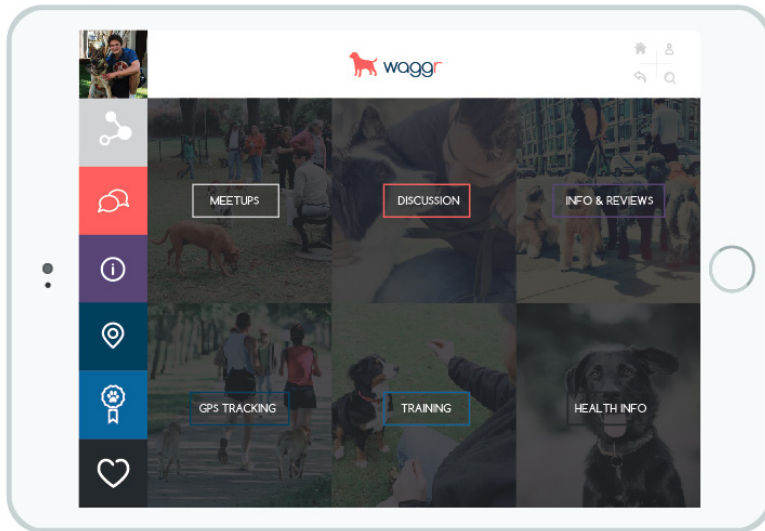 waggr
MEETUPS
DISCUSSION
INFO & REVIEWS
GPS TRACKING
TRAINING
HEALTH INFO